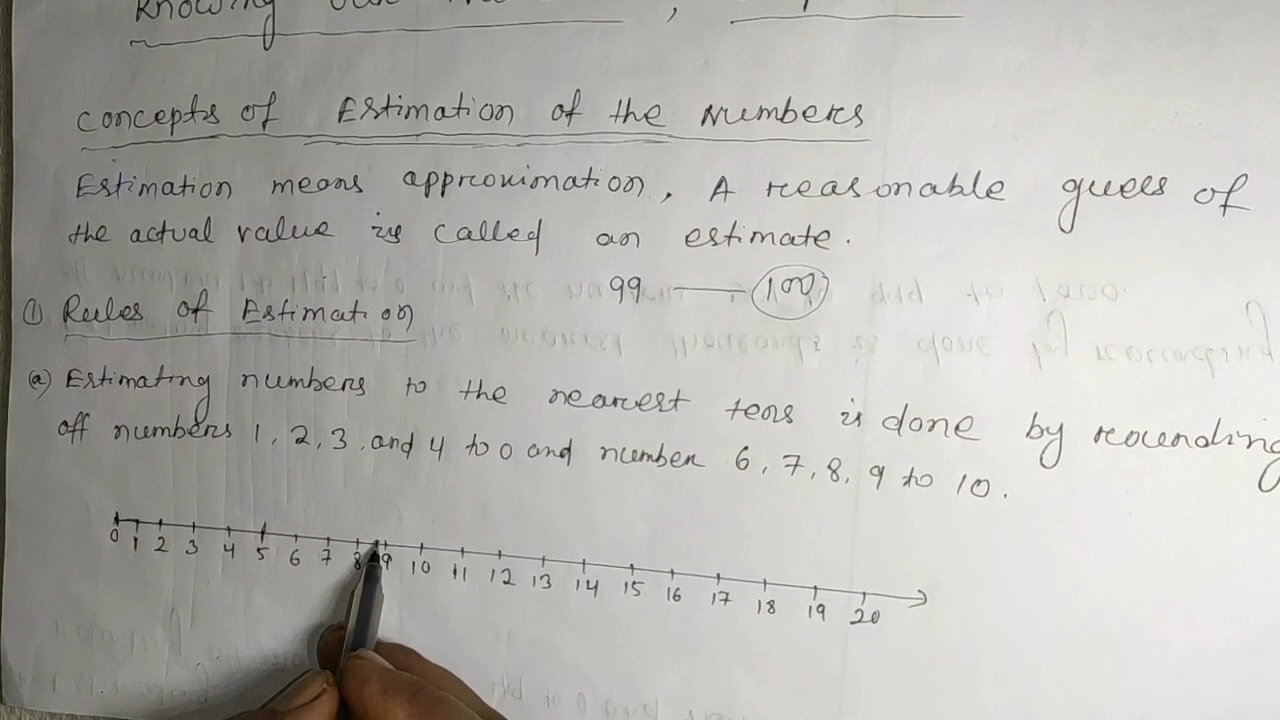 Knowing our
concepts of Estimation of the Numbers
Estimation means approximation, A reasonable guees of
the actual value is called an estimate.
99 — 100
① Rules of Estimation
(a) Estimating numbers to the nearest tens is done by rounding
off numbers 1, 2, 3, and 4 to 0 and number 6, 7, 8, 9 to 10.
0 1 2 3 4 5 6 7 8 9 10 11 12 13 14 15 16 17 18 19 20